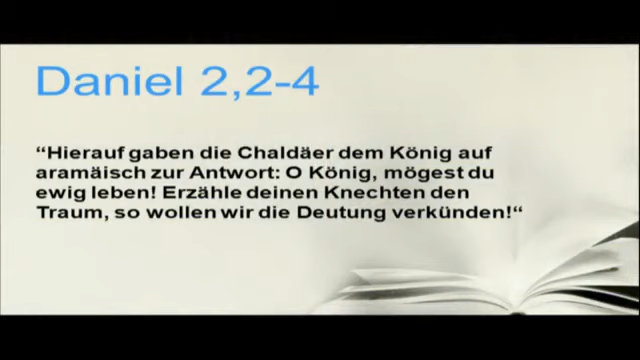 Daniel 2,2-4
“Hierauf gaben die Chaldäer dem König auf
aramäisch zur Antwort: O König, mögest du
ewig leben! Erzähle deinen Knechten den
Traum, so wollen wir die Deutung verkünden!“